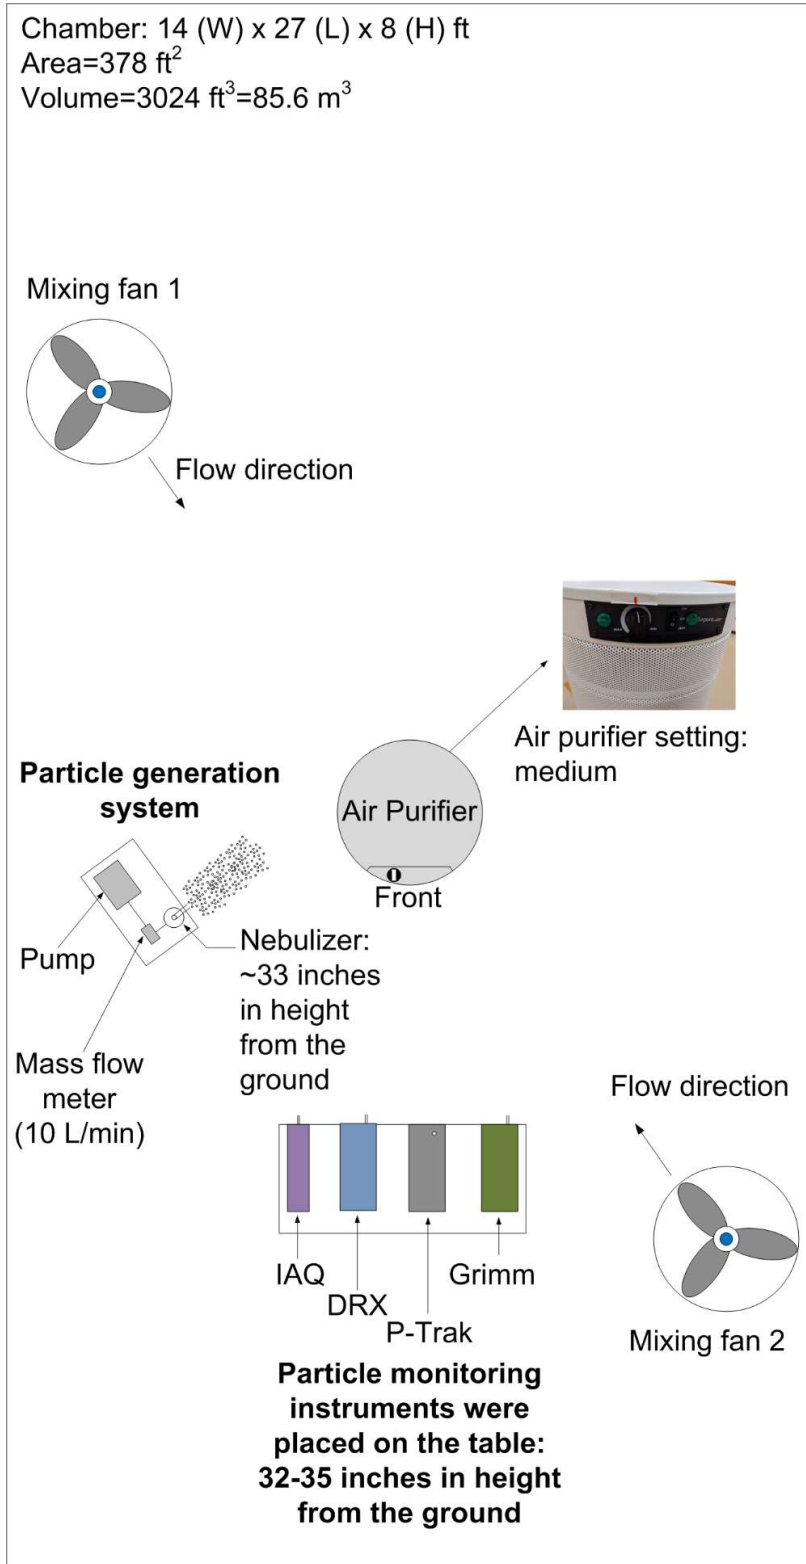 Chamber: 14 (W) x 27 (L) x 8 (H) ft
Area=378 ft²
Volume=3024 ft³=85.6 m³
Mixing fan 1
Flow direction
Air purifier setting:
medium
Particle generation
system
Air Purifier
Front
Pump
Nebulizer:
~33 inches
in height
from the
ground
Mass flow
meter
(10 L/min)
Flow direction
IAQ
DRX
P-Trak
Grimm
Mixing fan 2
Particle monitoring
instruments were
placed on the table:
32-35 inches in height
from the ground